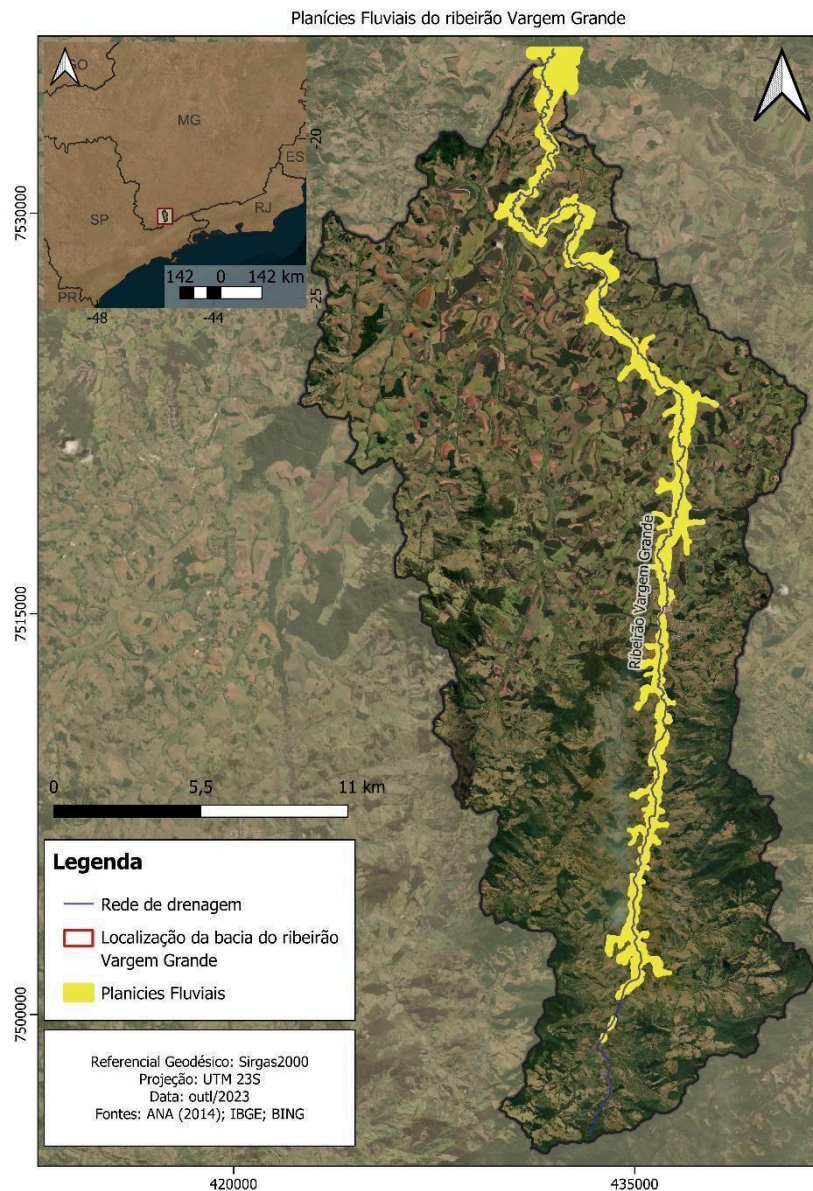 Planícies Fluviais do ribeirão Vargem Grande
GO
MG
ES
SP
RJ
PR
-20
-25
142 0 142 km
-48
-44
7530000
7515000
7500000
Ribeirão Vargem Grande
0 5,5 11 km
Legenda
Rede de drenagem
Localização da bacia do ribeirão
Vargem Grande
Planicies Fluviais
Referencial Geodésico: Sirgas2000
Projeção: UTM 23S
Data: outl/2023
Fontes: ANA (2014); IBGE; BING
420000
435000